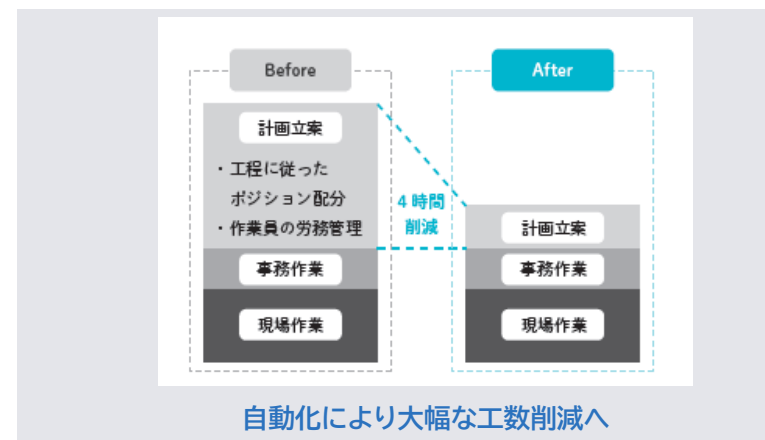 Before
計画立案
・工程に従った
ポジション配分
・作業員の労務管理
事務作業
現場作業
4時間
削減
After
計画立案
事務作業
現場作業
自動化により大幅な工数削減へ